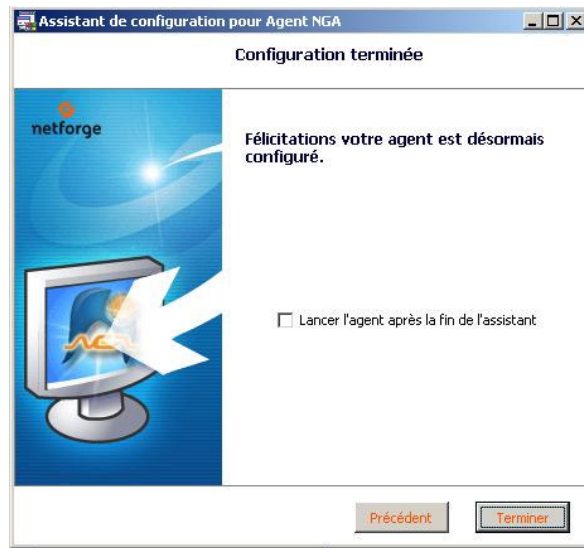 Assistant de configuration pour Agent NGA
Configuration terminée
netforge
Félicitations votre agent est désormais
configuré.
NGA
Lancer l'agent après la fin de l'assistant
Précédent
Terminer